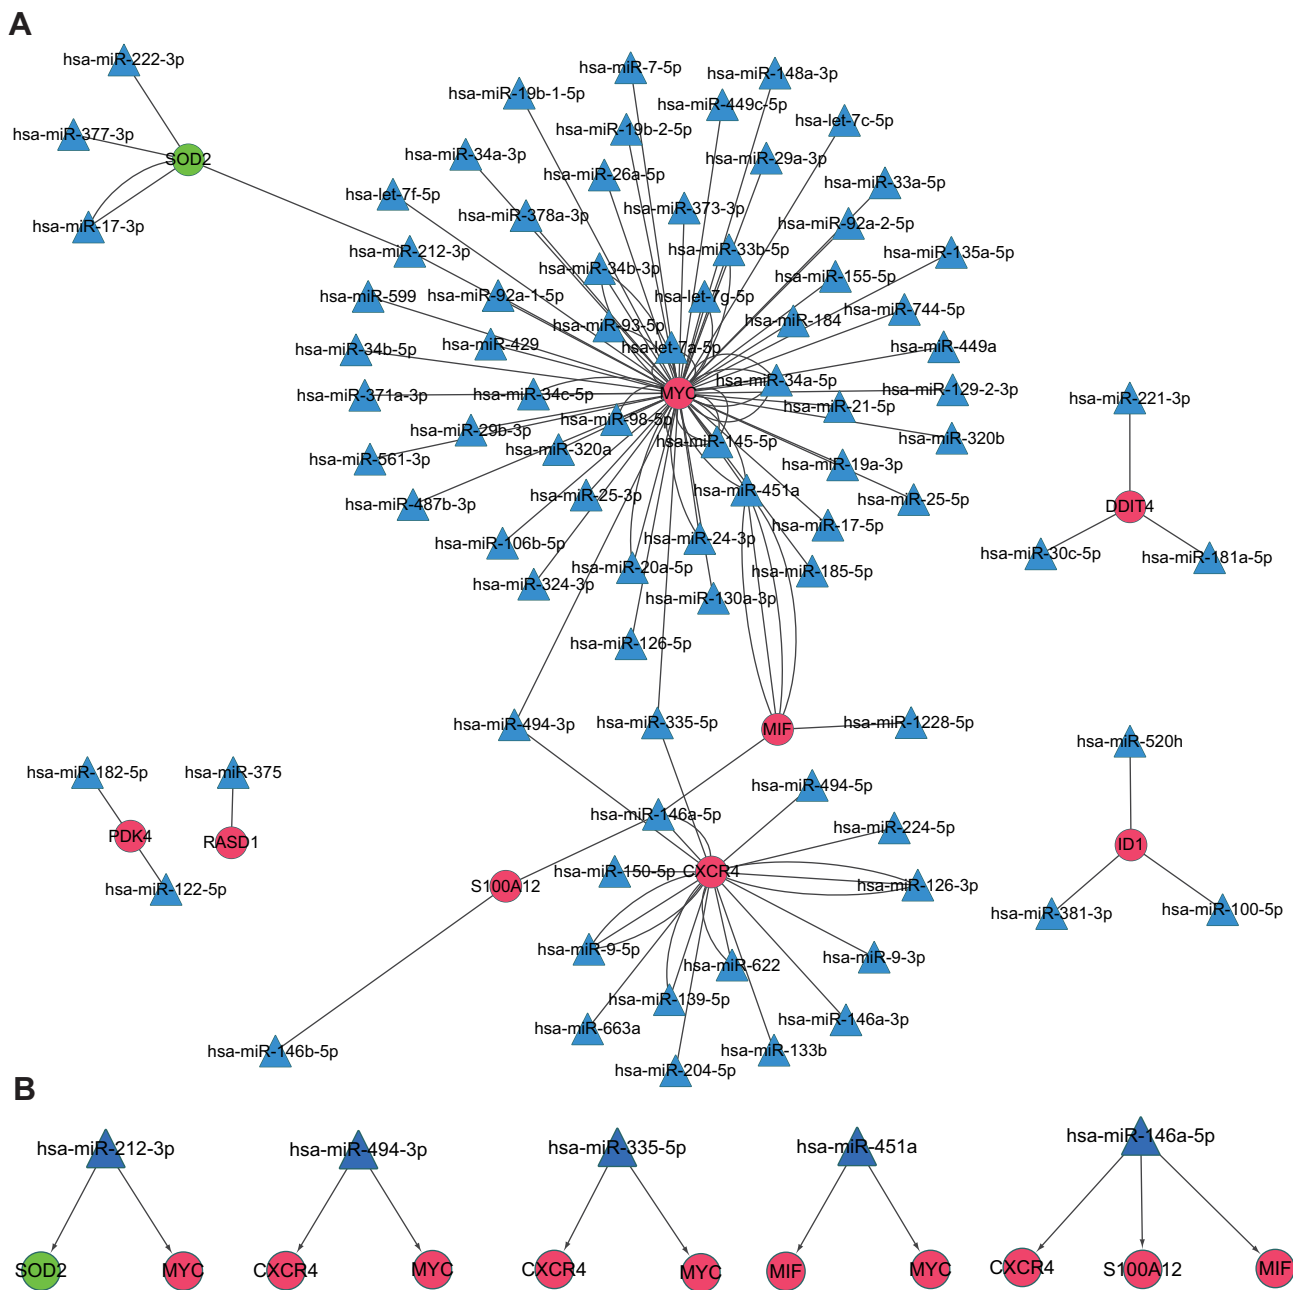 A
hsa-miR-222-3p
hsa-miR-7-5p
hsa-miR-148a-3p
hsa-miR-19b-1-5p
hsa-miR-449c-5p
hsa-let-7c-5p
hsa-miR-377-3p
hsa-miR-19b-2-5p
SOD2
hsa-miR-34a-3p
hsa-miR-29a-3p
hsa-miR-26a-5p
hsa-miR-33a-5p
hsa-let-7f-5p
hsa-miR-17-3p
hsa-miR-378a-3p
hsa-miR-373-3p
hsa-miR-92a-2-5p
hsa-miR-212-3p
hsa-miR-33b-5p
hsa-miR-135a-5p
hsa-miR-34b-3p
hsa-miR-155-5p
hsa-miR-599
hsa-miR-92a-1-5p
hsa-let-7g-5p
hsa-miR-744-5p
hsa-miR-93-5p
hsa-miR-184
hsa-miR-34b-5p
hsa-miR-429
hsa-let-7a-5p
hsa-miR-449a
hsa-miR-371a-3p
hsa-miR-34c-5p
MYC
hsa-miR-34a-5p
hsa-miR-129-2-3p
hsa-miR-221-3p
hsa-miR-21-5p
hsa-miR-29b-3p
hsa-miR-98-5p
hsa-miR-145-5p
hsa-miR-320b
hsa-miR-561-3p
hsa-miR-320a
hsa-miR-19a-3p
hsa-miR-487b-3p
hsa-miR-25-3p
hsa-miR-451a
hsa-miR-25-5p
DDIT4
hsa-miR-106b-5p
hsa-miR-24-3p
hsa-miR-17-5p
hsa-miR-30c-5p
hsa-miR-181a-5p
hsa-miR-324-3p
hsa-miR-20a-5p
hsa-miR-185-5p
hsa-miR-130a-3p
hsa-miR-126-5p
hsa-miR-494-3p
hsa-miR-335-5p
MIF
hsa-miR-1228-5p
hsa-miR-520h
hsa-miR-182-5p
hsa-miR-375
hsa-miR-494-5p
hsa-miR-146a-5p
hsa-miR-224-5p
PDK4
RASD1
ID1
hsa-miR-122-5p
S100A12
hsa-miR-150-5p
CXCR4
hsa-miR-126-3p
hsa-miR-381-3p
hsa-miR-100-5p
hsa-miR-9-5p
hsa-miR-622
hsa-miR-9-3p
hsa-miR-139-5p
hsa-miR-663a
hsa-miR-146a-3p
hsa-miR-146b-5p
hsa-miR-133b
hsa-miR-204-5p
B
hsa-miR-212-3p
hsa-miR-494-3p
hsa-miR-335-5p
hsa-miR-451a
hsa-miR-146a-5p
SOD2
MYC
CXCR4
MYC
CXCR4
MYC
MIF
MYC
CXCR4
S100A12
MIF